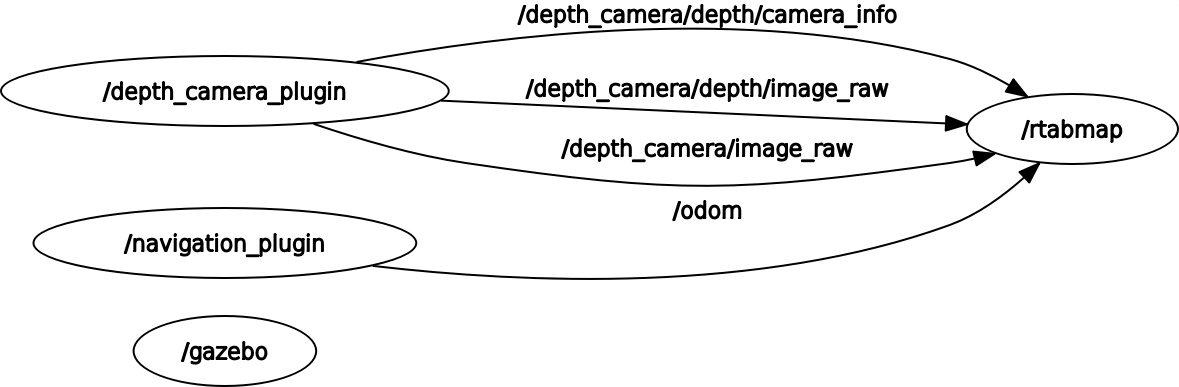 /depth_camera/depth/camera_info
/depth_camera_plugin
/depth_camera/depth/image_raw
/rtabmap
/depth_camera/image_raw
/odom
/navigation_plugin
/gazebo